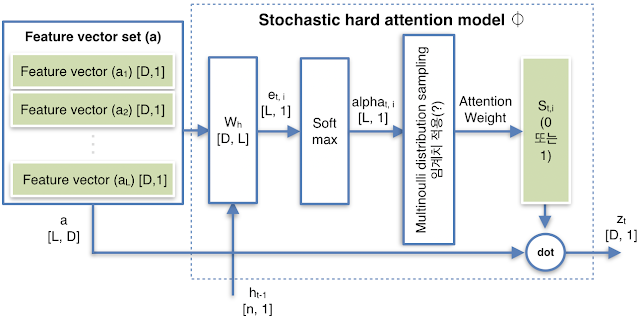 Stochastic hard attention model Φ
Feature vector set (a)
Feature vector (a1) [D,1]
Feature vector (a2) [D,1]
Feature vector (aL) [D,1]
Wh
[D, L]
et, i
[L, 1]
Soft
max
alphat, i
[L, 1]
Multinoulli distribution sampling
임계치 적용(?)
Attention
Weight
St,i
(0
또는
1)
a
[L, D]
dot
zt
[D, 1]
ht-1
[n, 1]